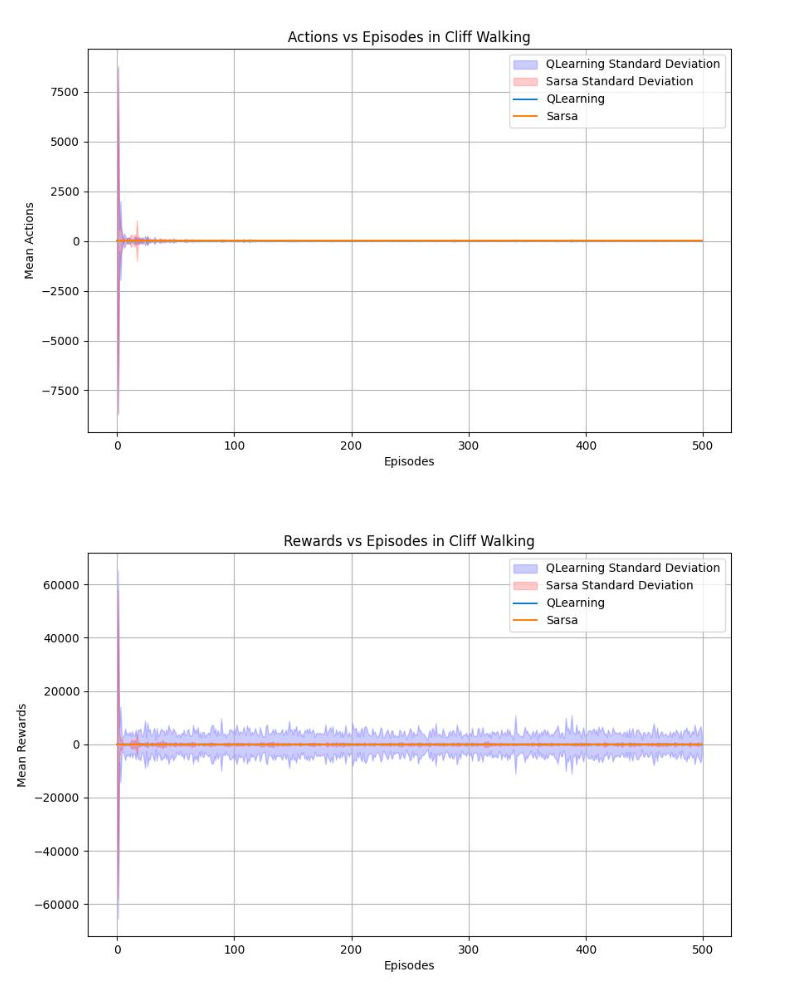 Actions vs Episodes in Cliff Walking
QLearning Standard Deviation
Sarsa Standard Deviation
QLearning
Sarsa
7500
5000
2500
0
−2500
−5000
−7500
Mean Actions
0 100 200 300 400 500
Episodes
Rewards vs Episodes in Cliff Walking
QLearning Standard Deviation
Sarsa Standard Deviation
QLearning
Sarsa
60000
40000
20000
0
−20000
−40000
−60000
Mean Rewards
0 100 200 300 400 500
Episodes